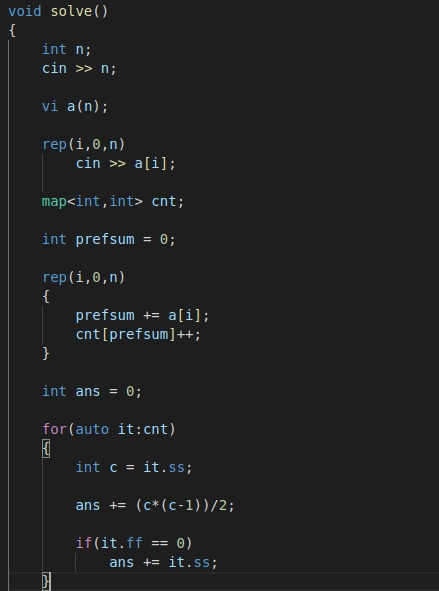 void solve()
{
    int n;
    cin >> n;
    vi a(n);
    rep(i,0,n)
        cin >> a[i];
    map<int,int> cnt;
    int prefsum = 0;
    rep(i,0,n)
    {
        prefsum += a[i];
        cnt[prefsum]++;
    }
    int ans = 0;
    for(auto it:cnt)
    {
        int c = it.ss;
        ans += (c*(c-1))/2;
        if(it.ff == 0)
            ans += it.ss;
    }